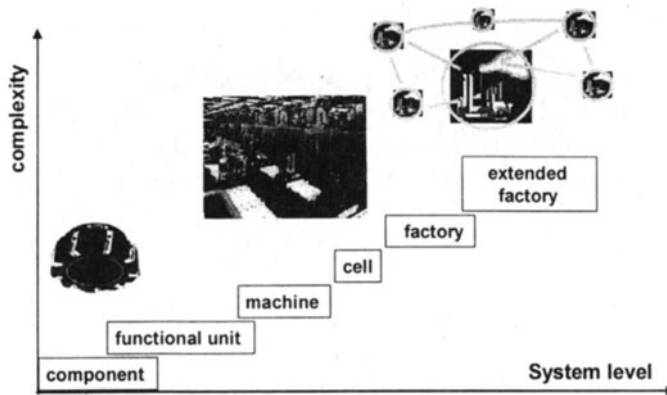 complexity
extended
factory
factory
cell
machine
functional unit
component
System level